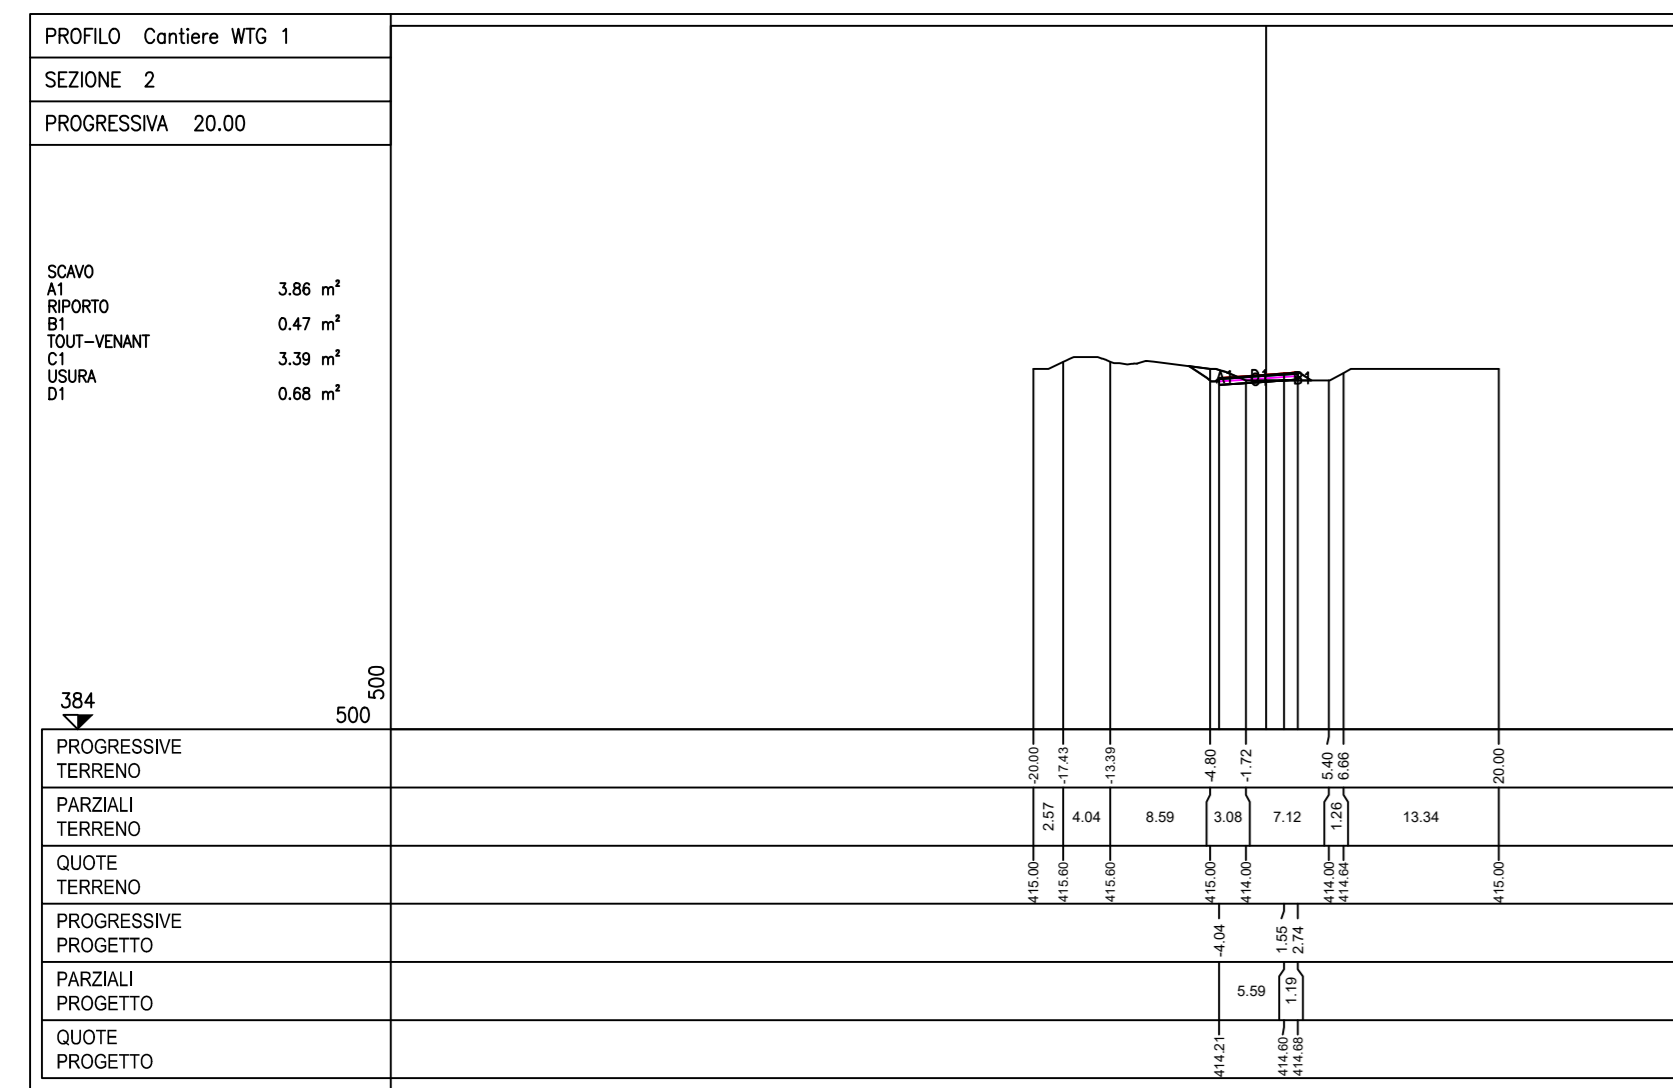 PROFILO Cantiere WTG 1
SEZIONE 2
PROGRESSIVA 20.00
SCAVO
A1 3.86 m²
RIPORTO
B1 0.47 m²
TOUT-VENANT
C1 3.39 m²
USURA
D1 0.68 m²
A1 D1 B1
384
500
500
PROGRESSIVE
TERRENO
-20.00 -17.43 -13.39 -4.80 -1.72 5.40 6.66 20.00
PARZIALI
TERRENO
2.57 4.04 8.59 3.08 7.12 1.26 13.34
QUOTE
TERRENO
415.00 415.60 415.60 415.00 414.00 414.00 414.64 415.00
PROGRESSIVE
PROGETTO
-4.04 1.55 2.74
PARZIALI
PROGETTO
5.59 1.19
QUOTE
PROGETTO
414.21 414.60 414.68